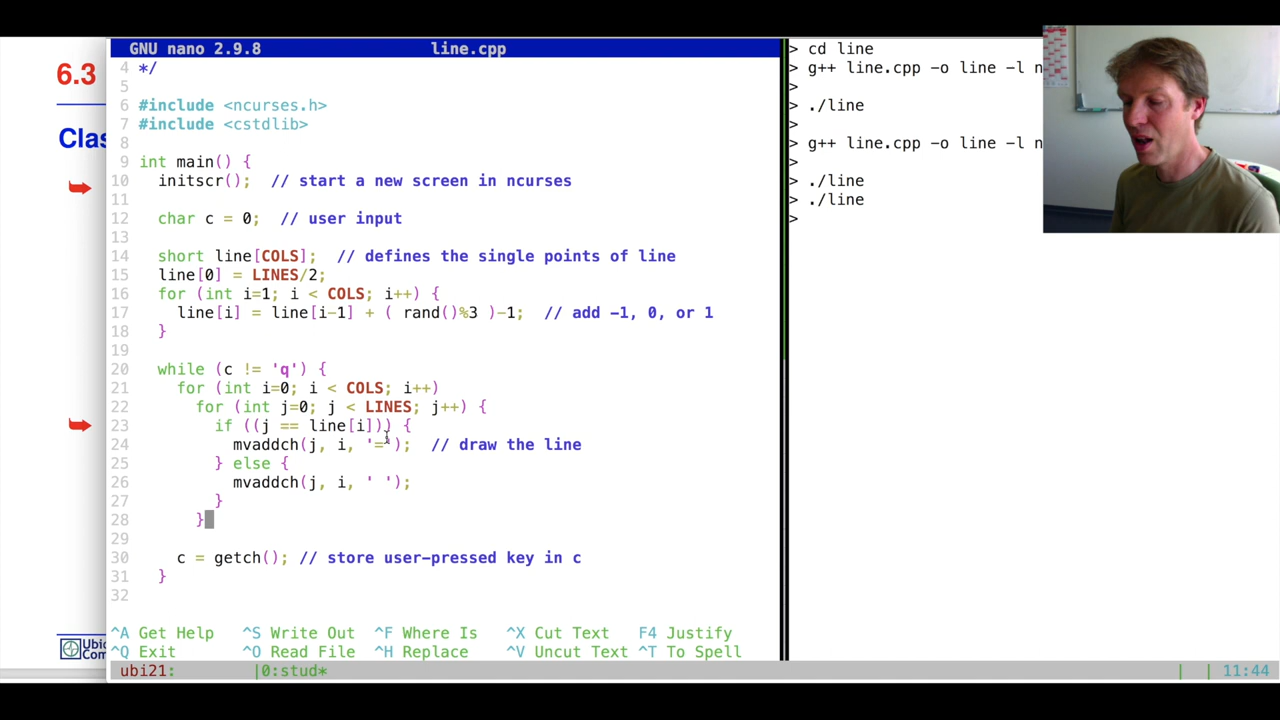 6.3
Clas
GNU nano 2.9.8 line.cpp
4 */
5
6 #include <ncurses.h>
7 #include <cstdlib>
8
9 int main() {
10 initscr(); // start a new screen in ncurses
11
12 char c = 0; // user input
13
14 short line[COLS]; // defines the single points of line
15 line[0] = LINES/2;
16 for (int i=1; i < COLS; i++) {
17 line[i] = line[i-1] + ( rand()%3 )-1; // add -1, 0, or 1
18 }
19
20 while (c != 'q') {
21 for (int i=0; i < COLS; i++)
22 for (int j=0; j < LINES; j++) {
23 if ((j == line[i])) {
24 mvaddch(j, i, '='); // draw the line
25 } else {
26 mvaddch(j, i, ' ');
27 }
28 }
29
30 c = getch(); // store user-pressed key in c
31 }
32
^A Get Help ^S Write Out ^F Where Is ^X Cut Text F4 Justify
^Q Exit ^O Read File ^H Replace ^V Uncut Text ^T To Spell
ubi21: |0:stud* | | 11:44
> cd line
> g++ line.cpp -o line -l n
>
> ./line
>
> g++ line.cpp -o line -l n
>
> ./line
> ./line
>
Ubi
Com